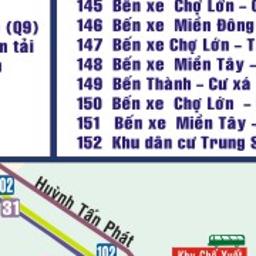 (Q9)
tải
145 Bến xe Chợ Lớn –
146 Bến xe Miền Đông
147 Bến xe Chợ Lớn – T
148 Bến xe Miền Tây –
149 Bến Thành – Cư xá
150 Bến xe Chợ Lớn –
151 Bến xe Miền Tây –
152 Khu dân cư Trung S
Huỳnh Tấn Phát
02
31
102
Khu Chế Xuất